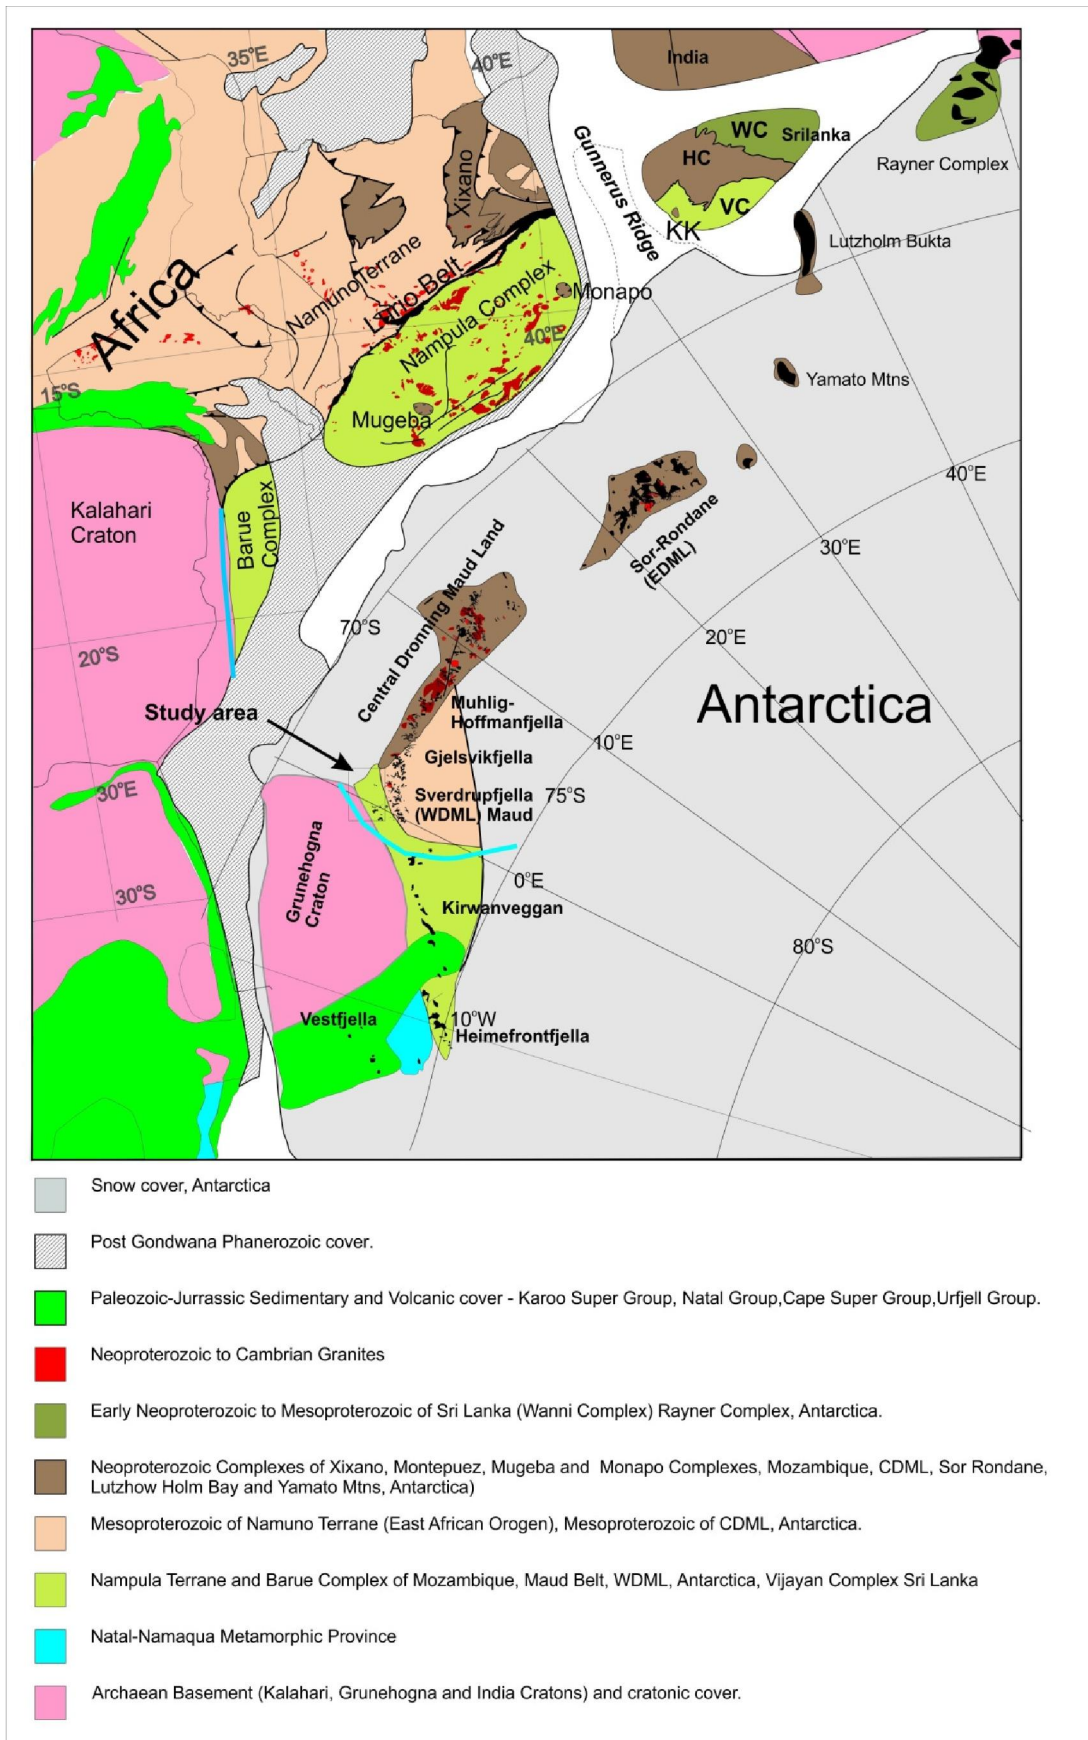 35°E
40°E
India
WC
Srilanka
HC
VC
KK
Rayner Complex
Gunnerus Ridge
Xixano
Lutzholm Bukta
Africa
Namuno Terrane
Lurio Belt
Nampula Complex
Monapo
40°E
Yamato Mtns
15°S
Mugeba
40°E
Kalahari
Craton
Barue
Complex
Sor-Rondane
(EDML)
30°E
Central Dronning Maud Land
70°S
20°E
20°S
Antarctica
Study area
Muhlig-
Hoffmanfjella
10°E
Gjelsvikfjella
30°E
Sverdrupfjella
(WDML) Maud
75°S
Grunehogna
Craton
0°E
30°S
Kirwanveggan
80°S
Vestfjella
10°W
Heimefrontfjella
Snow cover, Antarctica
Post Gondwana Phanerozoic cover.
Paleozoic-Jurrassic Sedimentary and Volcanic cover - Karoo Super Group, Natal Group,Cape Super Group,Urfjell Group.
Neoproterozoic to Cambrian Granites
Early Neoproterozoic to Mesoproterozoic of Sri Lanka (Wanni Complex) Rayner Complex, Antarctica.
Neoproterozoic Complexes of Xixano, Montepuez, Mugeba and Monapo Complexes, Mozambique, CDML, Sor Rondane,
Lutzhow Holm Bay and Yamato Mtns, Antarctica)
Mesoproterozoic of Namuno Terrane (East African Orogen), Mesoproterozoic of CDML, Antarctica.
Nampula Terrane and Barue Complex of Mozambique, Maud Belt, WDML, Antarctica, Vijayan Complex Sri Lanka
Natal-Namaqua Metamorphic Province
Archaean Basement (Kalahari, Grunehogna and India Cratons) and cratonic cover.